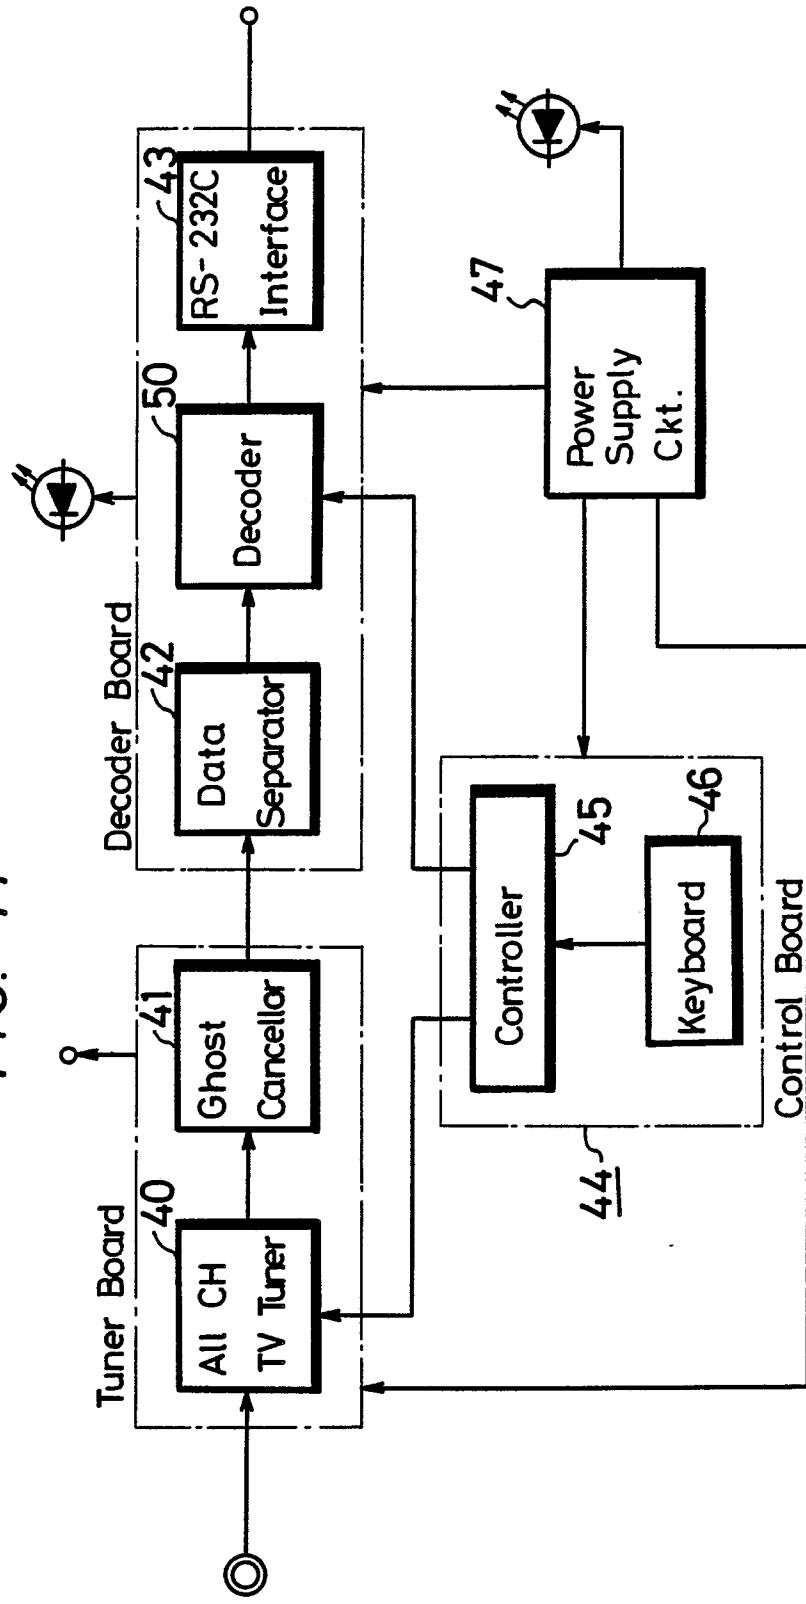 Tuner Board
40
All CH
TV Tuner
41
Ghost
Cancellor
Decoder Board
42
Data
Separator
50
Decoder
43
RS-232C
Interface
44
Controller
45
Keyboard
46
Control Board
47
Power
Supply
Ckt.